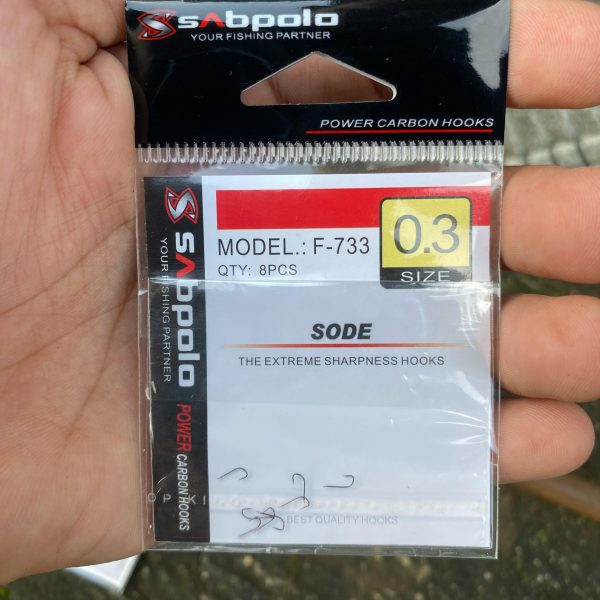 sabpolo
YOUR FISHING PARTNER
POWER CARBON HOOKS
MODEL.: F-733
QTY: 8PCS
0.3
SIZE
SODE
THE EXTREME SHARPNESS HOOKS
sabpolo
YOUR FISHING PARTNER
POWER CARBON HOOKS
BEST QUALITY HOOKS